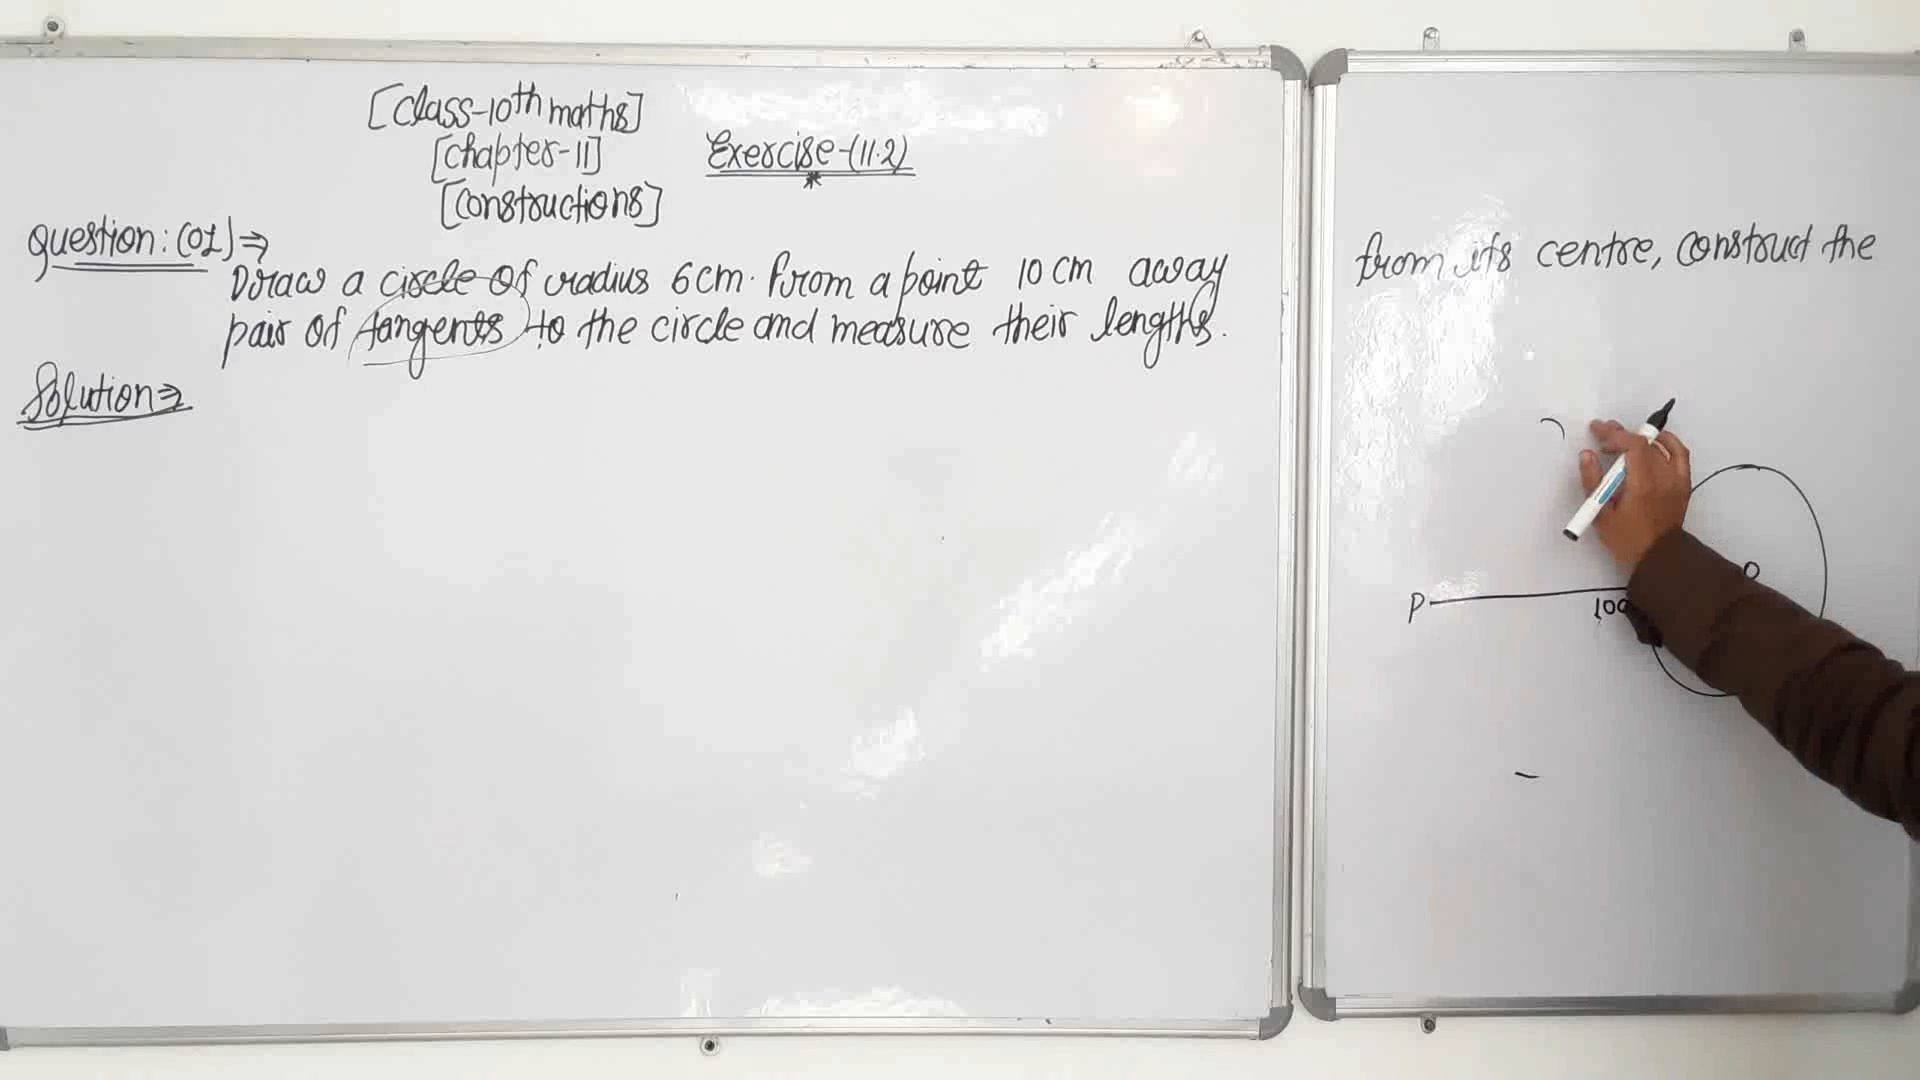 [Class-10th maths]
[Chapter-11]
Exercise-(11.2)
[Constructions]
Question:(01)⇒
Draw a circle of radius 6cm. From a point 10 cm away from its centre, construct the
pair of tangents to the circle and measure their lengths.
Solution⇒
O
P